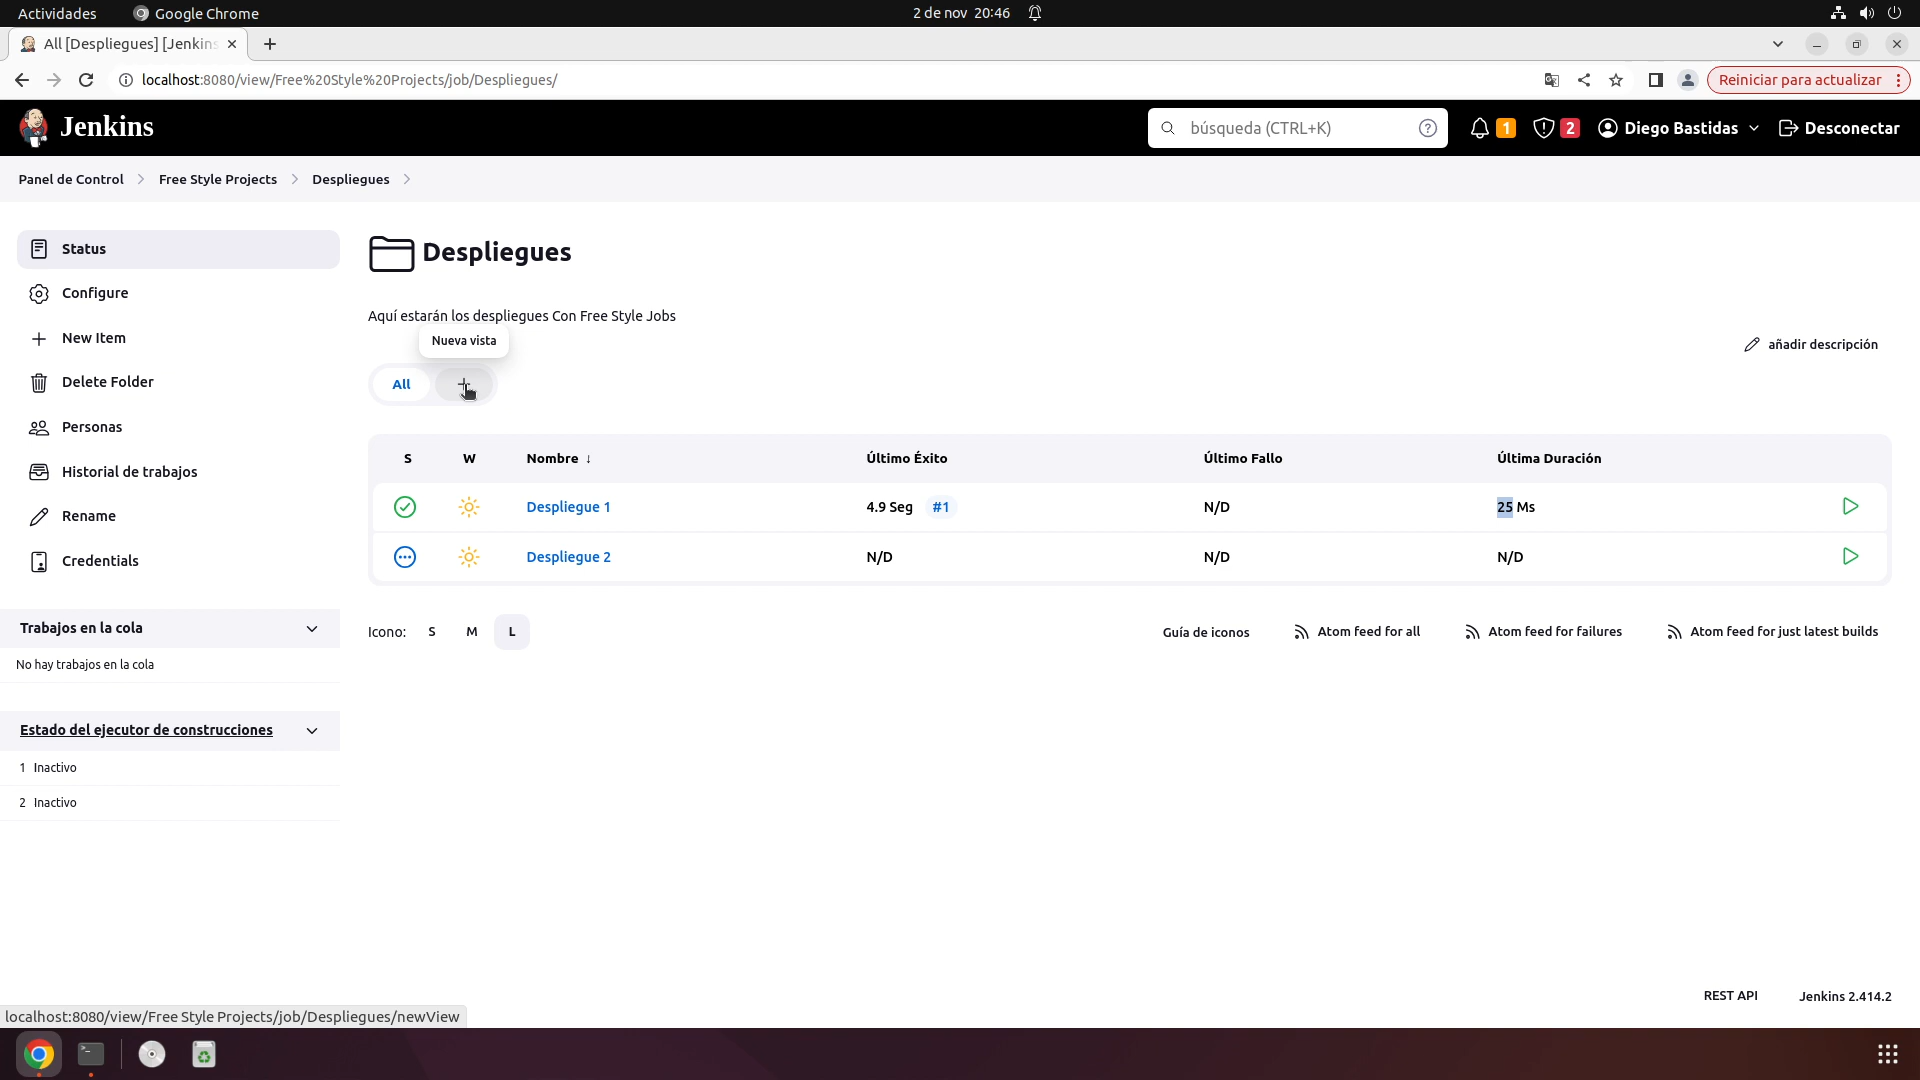 Actividades
Google Chrome
2 de nov 20:46
All [Despliegues] [Jenkins
localhost:8080/view/Free%20Style%20Projects/job/Despliegues/
Reiniciar para actualizar
Jenkins
búsqueda (CTRL+K)
1
2
Diego Bastidas
Desconectar
Panel de Control
Free Style Projects
Despliegues
Status
Configure
New Item
Delete Folder
Personas
Historial de trabajos
Rename
Credentials
Trabajos en la cola
No hay trabajos en la cola
Estado del ejecutor de construcciones
1 Inactivo
2 Inactivo
Despliegues
Aquí estarán los despliegues Con Free Style Jobs
Nueva vista
añadir descripción
All
S W Nombre ↓ Último Éxito Último Fallo Última Duración
Despliegue 1 4.9 Seg #1 N/D 25 Ms
Despliegue 2 N/D N/D N/D
Icono: S M L
Guía de iconos
Atom feed for all
Atom feed for failures
Atom feed for just latest builds
REST API
Jenkins 2.414.2
localhost:8080/view/Free Style Projects/job/Despliegues/newView